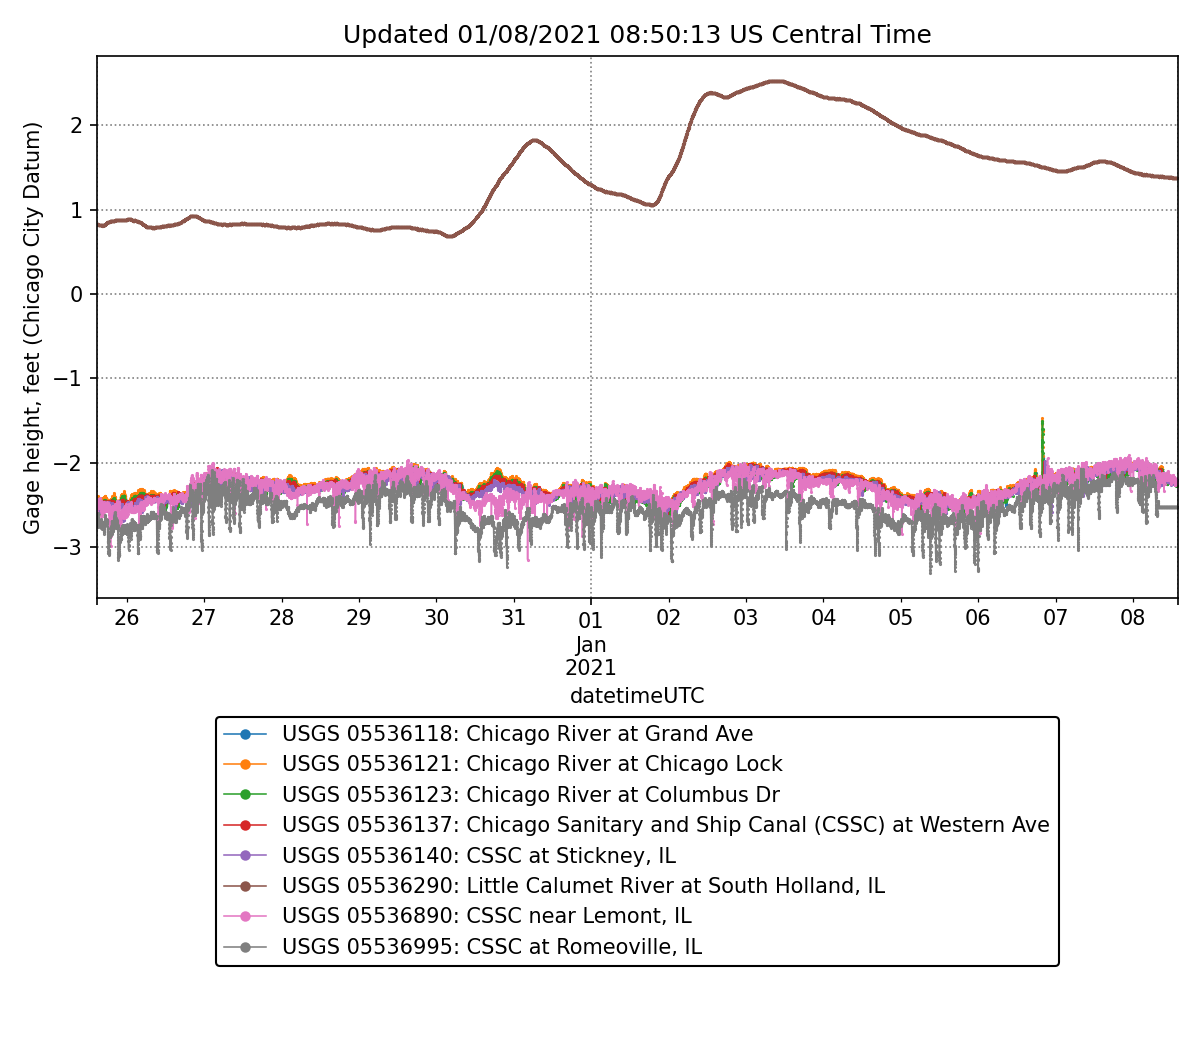 Updated 01/08/2021 08:50:13 US Central Time
Gage height, feet (Chicago City Datum)
2
1
0
−1
−2
−3
26 27 28 29 30 31 01 02 03 04 05 06 07 08
Jan
2021
datetimeUTC
USGS 05536118: Chicago River at Grand Ave
USGS 05536121: Chicago River at Chicago Lock
USGS 05536123: Chicago River at Columbus Dr
USGS 05536137: Chicago Sanitary and Ship Canal (CSSC) at Western Ave
USGS 05536140: CSSC at Stickney, IL
USGS 05536290: Little Calumet River at South Holland, IL
USGS 05536890: CSSC near Lemont, IL
USGS 05536995: CSSC at Romeoville, IL